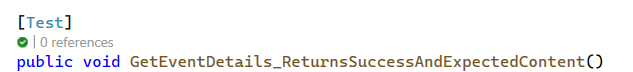 [Test]
| 0 references
public void GetEventDetails_ReturnsSuccessAndExpectedContent()